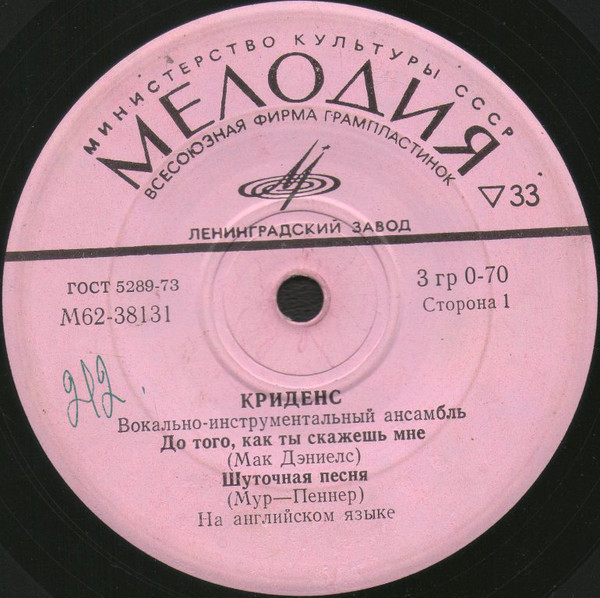 МИНИСТЕРСТВО КУЛЬТУРЫ СССР
МЕЛОДИЯ
ВСЕСОЮЗНАЯ ФИРМА ГРАМПЛАСТИНОК
33
ЛЕНИНГРАДСКИЙ ЗАВОД
ГОСТ 5289-73
3 гр 0-70
М62-38131
Сторона 1
212
КРИДЕНС
Вокально-инструментальный ансамбль
До того, как ты скажешь мне
(Мак Дэниелс)
Шуточная песня
(Мур—Пеннер)
На английском языке